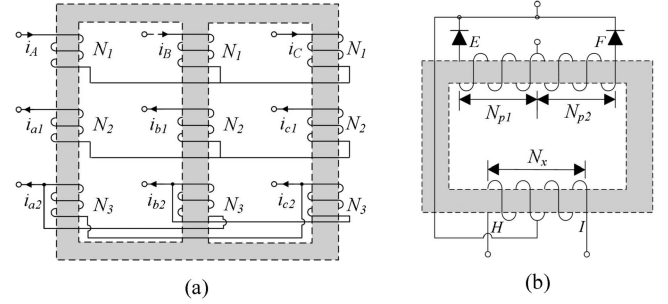 i_A N_1 i_B N_1 i_C N_1
i_a1 N_2 i_b1 N_2 i_c1 N_2
i_a2 N_3 i_b2 N_3 i_c2 N_3
(a)
E F
N_p1 N_p2
N_x
H I
(b)